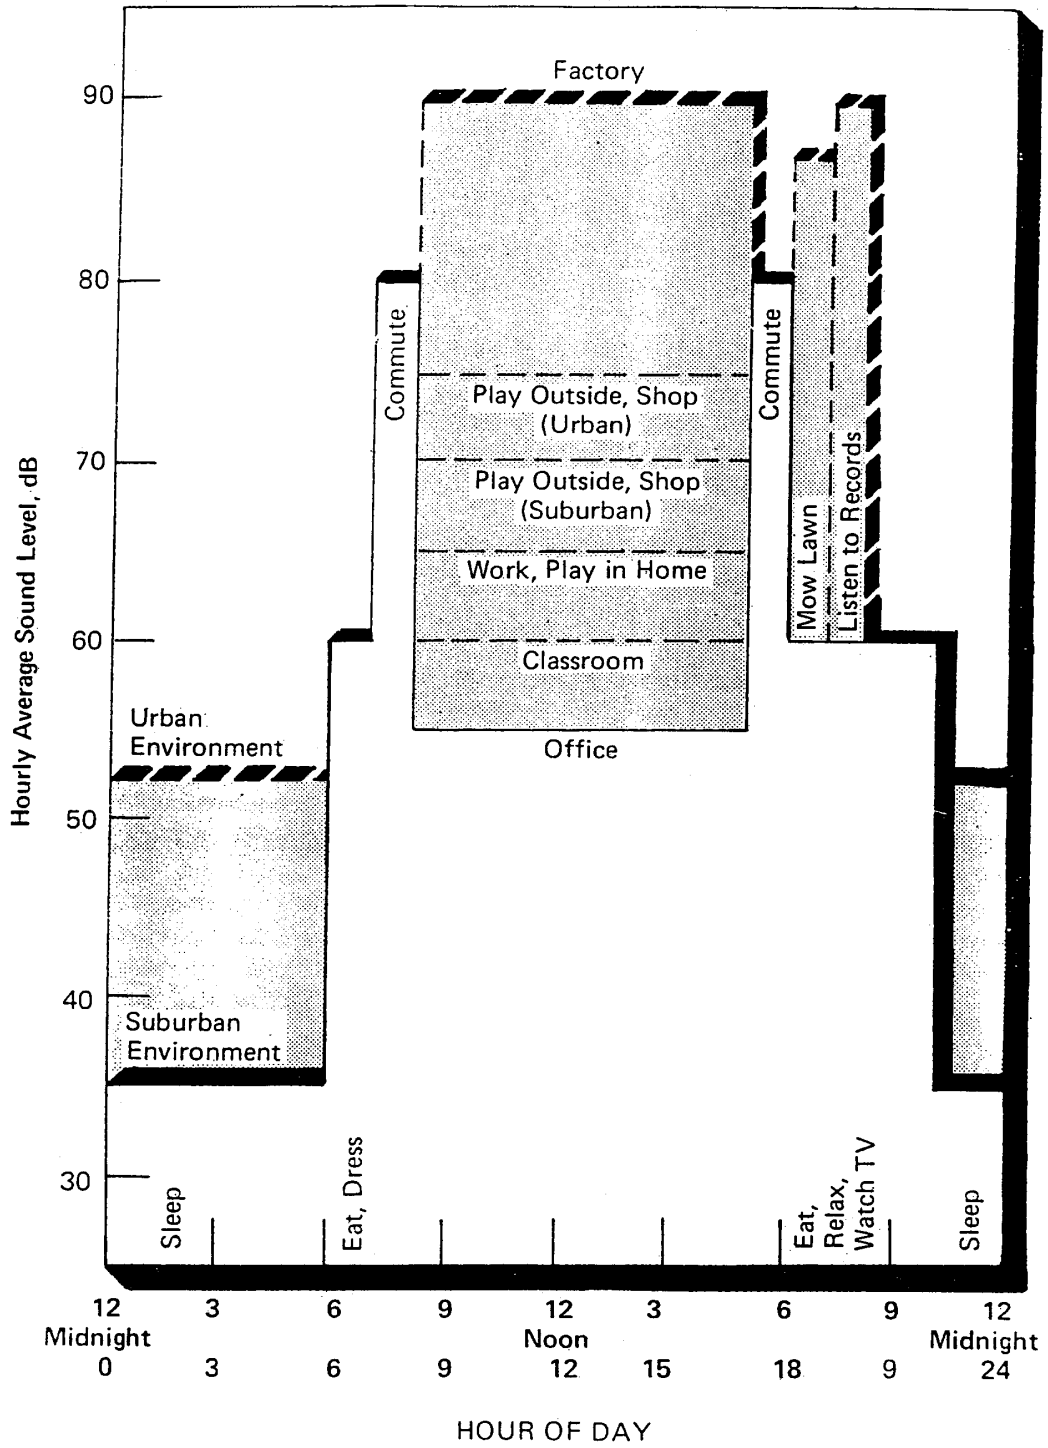 Factory
90
80
Commute
Commute
Play Outside, Shop
(Urban)
70
Play Outside, Shop
(Suburban)
Work, Play in Home
Mow Lawn
Listen to Records
Hourly Average Sound Level, dB
60
Classroom
Office
Urban
Environment
50
40
Suburban
Environment
30
Sleep
Eat, Dress
Eat,
Relax,
Watch TV
Sleep
12 3 6 9 12 3 6 9 12
Midnight Noon Midnight
0 3 6 9 12 15 18 9 24
HOUR OF DAY